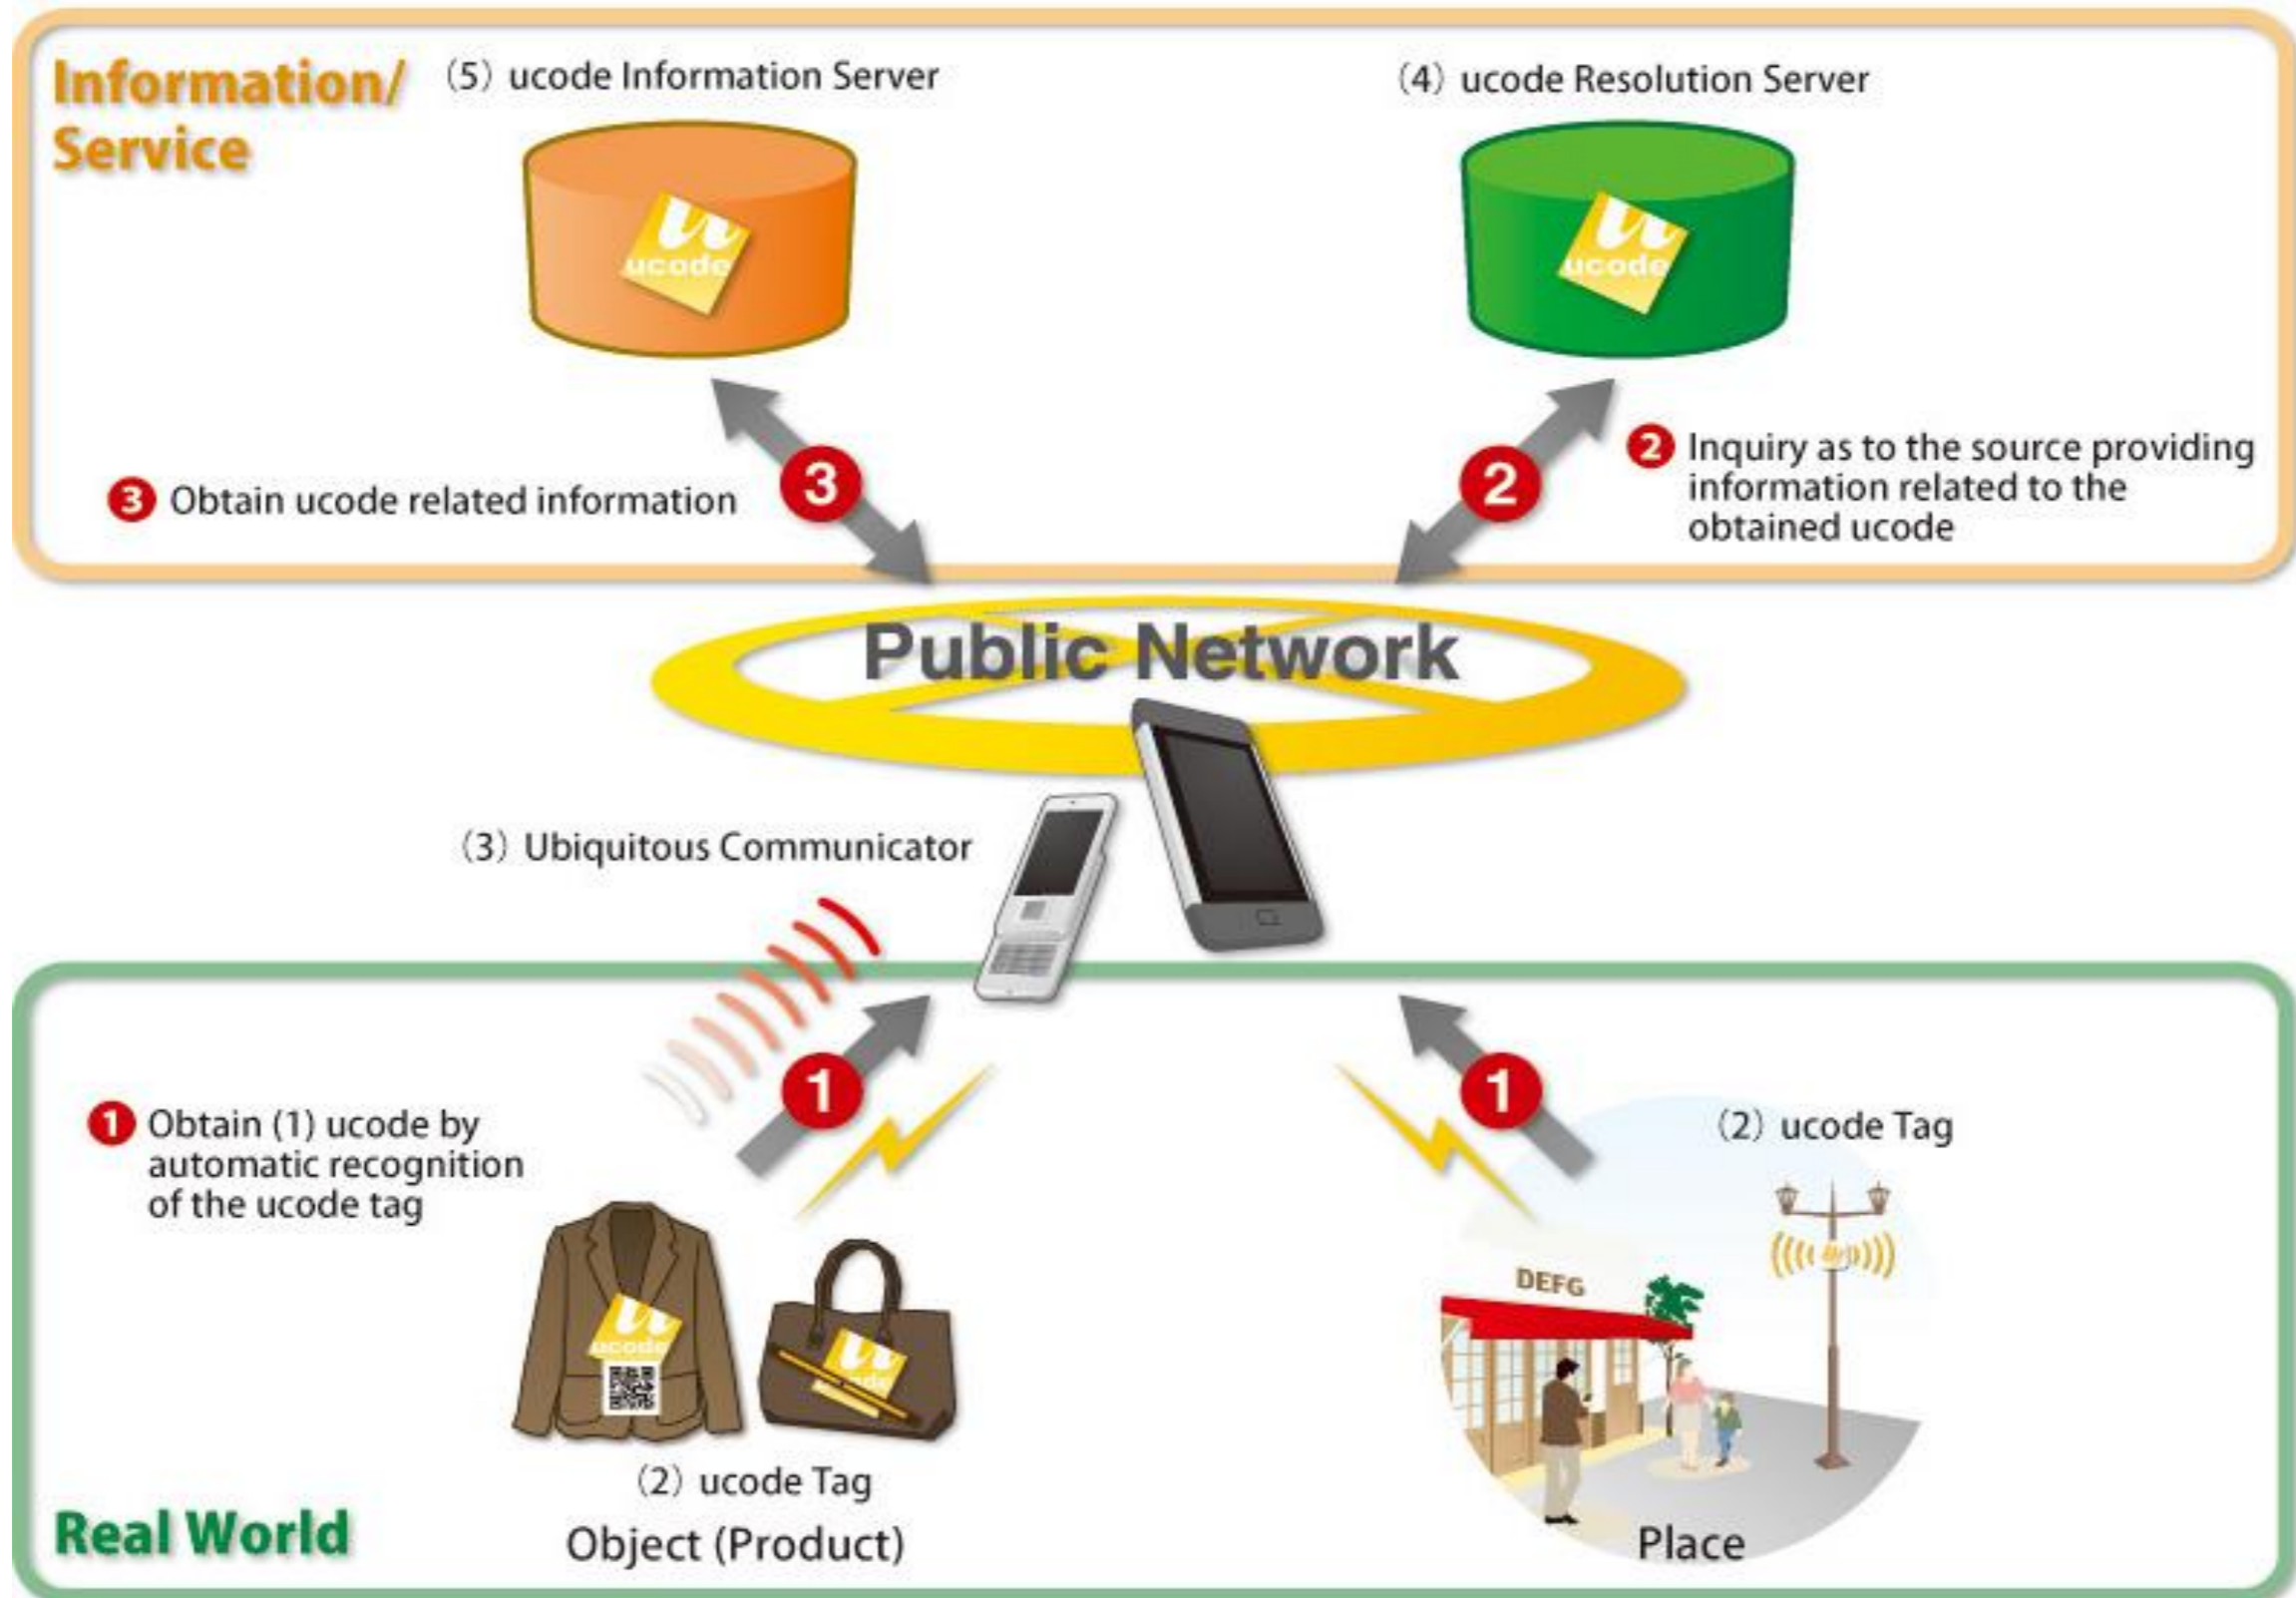 Information/
Service
(5) ucode Information Server
(4) ucode Resolution Server
ucode
ucode
3
2
2 Inquiry as to the source providing
information related to the
obtained ucode
3 Obtain ucode related information
Public Network
(3) Ubiquitous Communicator
1
1
1 Obtain (1) ucode by
automatic recognition
of the ucode tag
(2) ucode Tag
DEFG
ucode
(2) ucode Tag
Object (Product)
Place
Real World